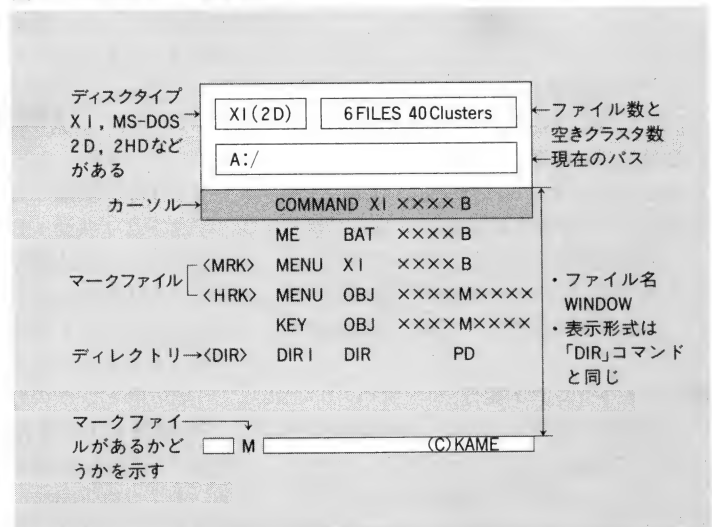 ディスクタイプ
X1, MS-DOS
2D, 2HDなど
がある
X1(2D)
6FILES 40Clusters
ファイル数と
空きクラスタ数
A:/
現在のパス
カーソル
COMMAND X1 ×××× B
ME BAT ×××× B
マークファイル
〈MRK〉 MENU X1 ×××× B
〈HRK〉 MENU OBJ ××××M××××
KEY OBJ ××××M××××
ディレクトリ
〈DIR〉 DIR1 DIR PD
・ファイル名
WINDOW
・表示形式は
「DIR」コマンド
と同じ
マークファイ
ルがあるかど
うかを示す
M
(C)KAME